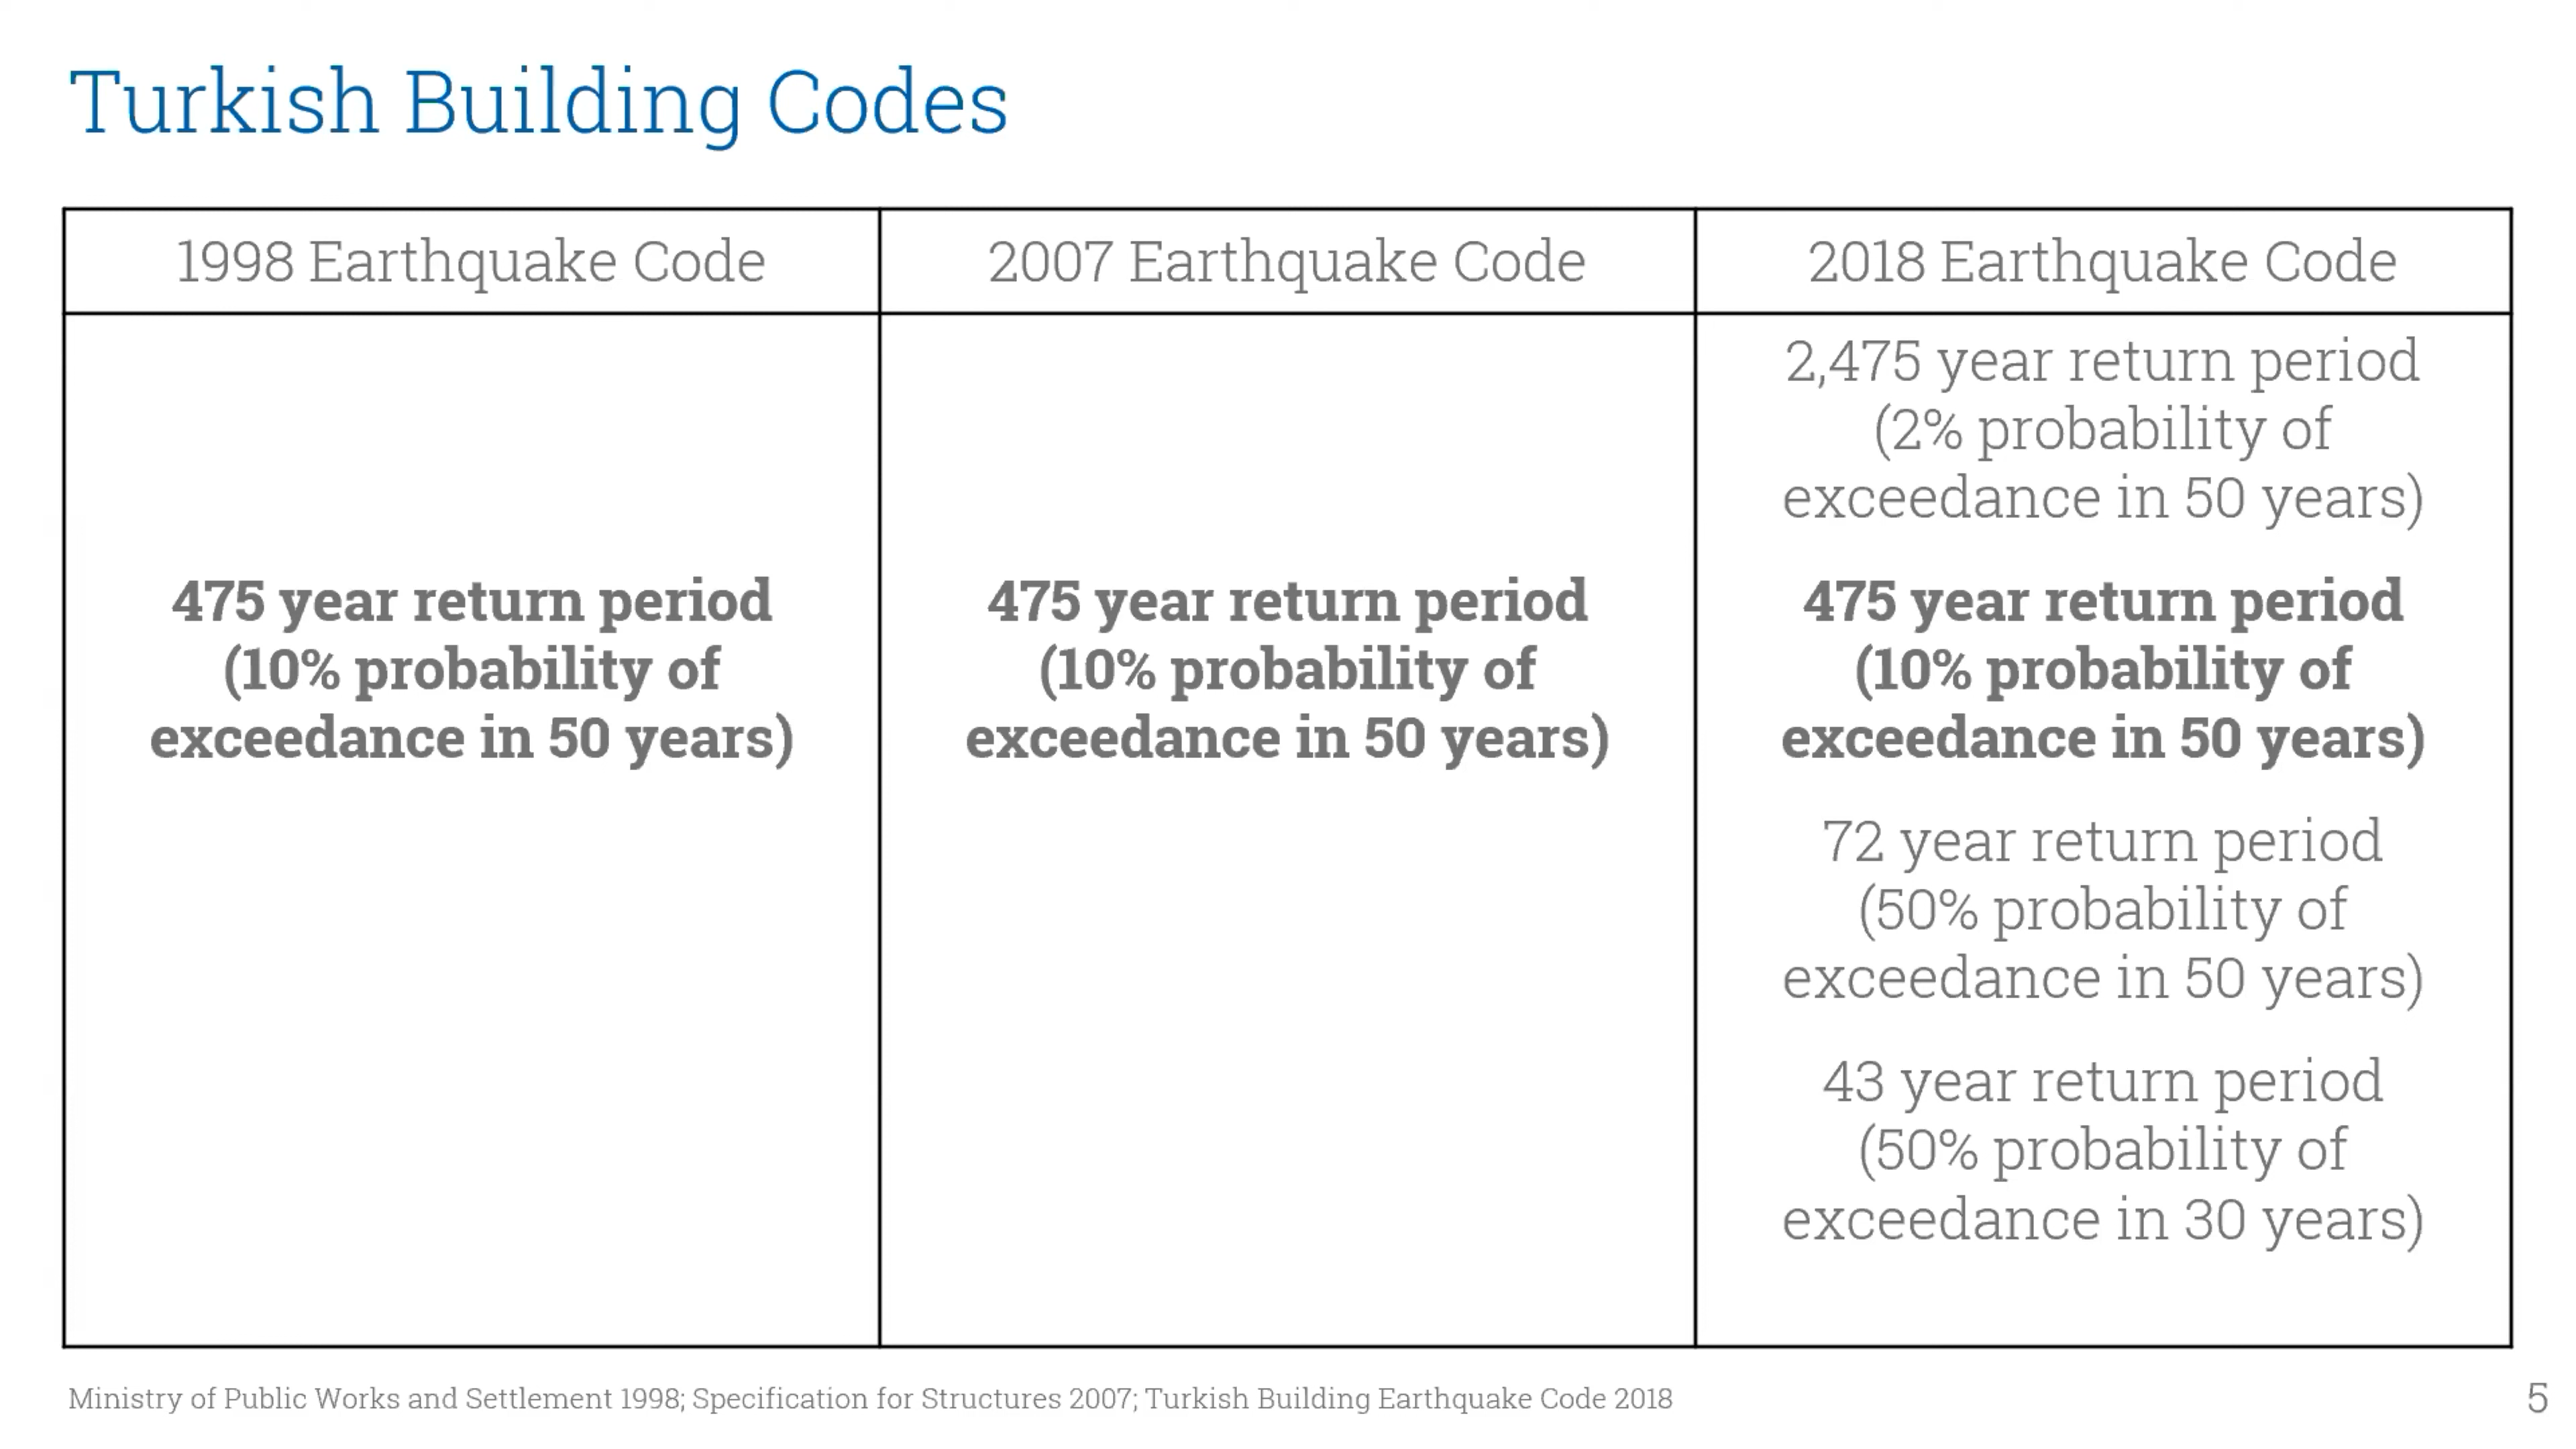 Turkish Building Codes
1998 Earthquake Code
2007 Earthquake Code
2018 Earthquake Code
475 year return period
(10% probability of
exceedance in 50 years)
475 year return period
(10% probability of
exceedance in 50 years)
2,475 year return period
(2% probability of
exceedance in 50 years)
475 year return period
(10% probability of
exceedance in 50 years)
72 year return period
(50% probability of
exceedance in 50 years)
43 year return period
(50% probability of
exceedance in 30 years)
Ministry of Public Works and Settlement 1998; Specification for Structures 2007; Turkish Building Earthquake Code 2018
5